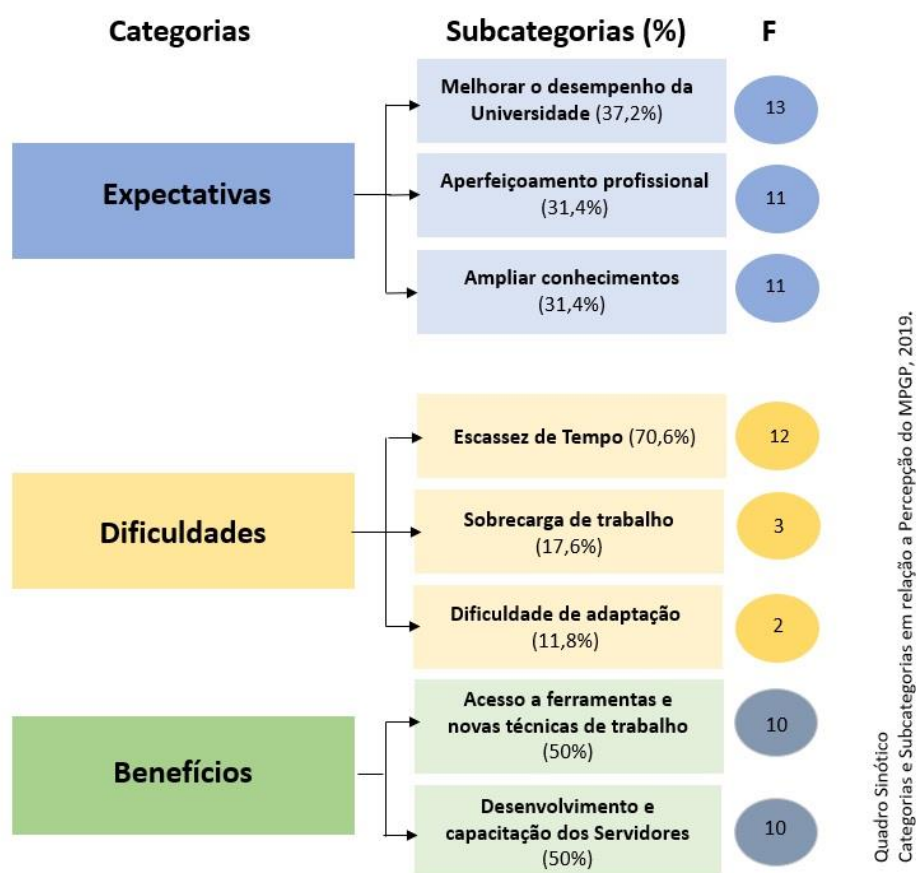 Categorias
Subcategorias (%)
F
Expectativas
Melhorar o desempenho da
Universidade (37,2%)
13
Aperfeiçoamento profissional
(31,4%)
11
Ampliar conhecimentos
(31,4%)
11
Dificuldades
Escassez de Tempo (70,6%)
12
Sobrecarga de trabalho
(17,6%)
3
Dificuldade de adaptação
(11,8%)
2
Benefícios
Acesso a ferramentas e
novas técnicas de trabalho
(50%)
10
Desenvolvimento e
capacitação dos Servidores
(50%)
10
Quadro Sinótico
Categorias e Subcategorias em relação a Percepção do MPGP, 2019.